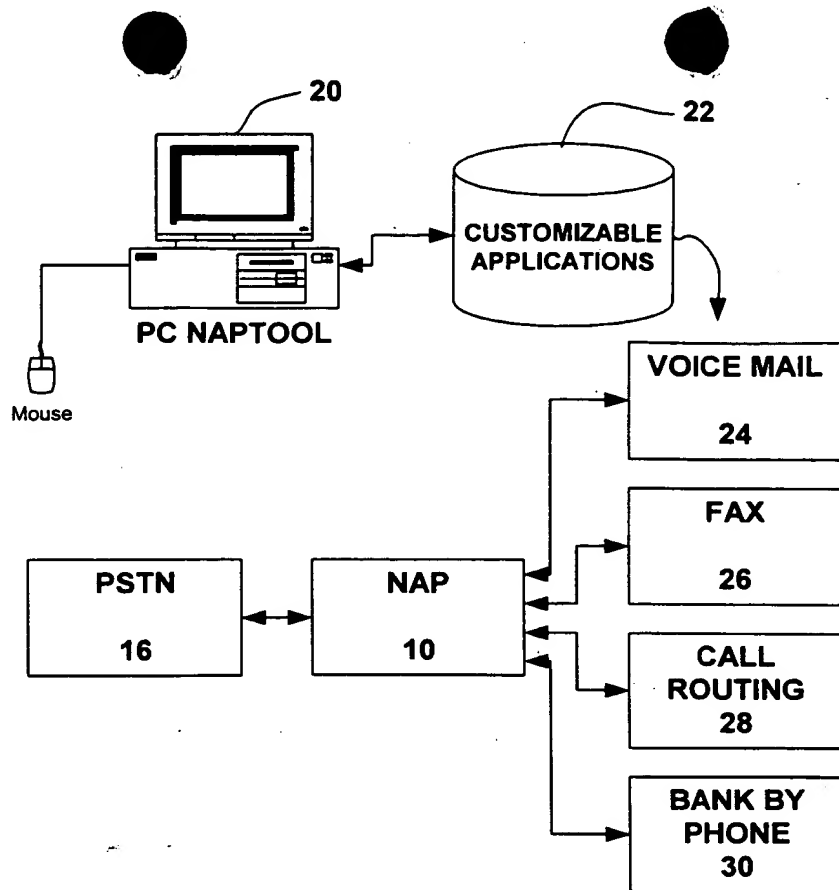 20
22
CUSTOMIZABLE
APPLICATIONS
PC NAPTOOL
Mouse
VOICE MAIL
24
FAX
26
PSTN
16
NAP
10
CALL
ROUTING
28
BANK BY
PHONE
30